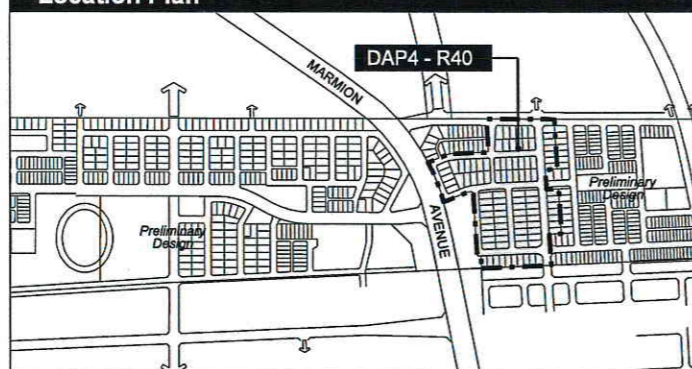 Location Plan
MARMION
DAP4 - R40
Preliminary
Design
AVENUE
Preliminary
Design